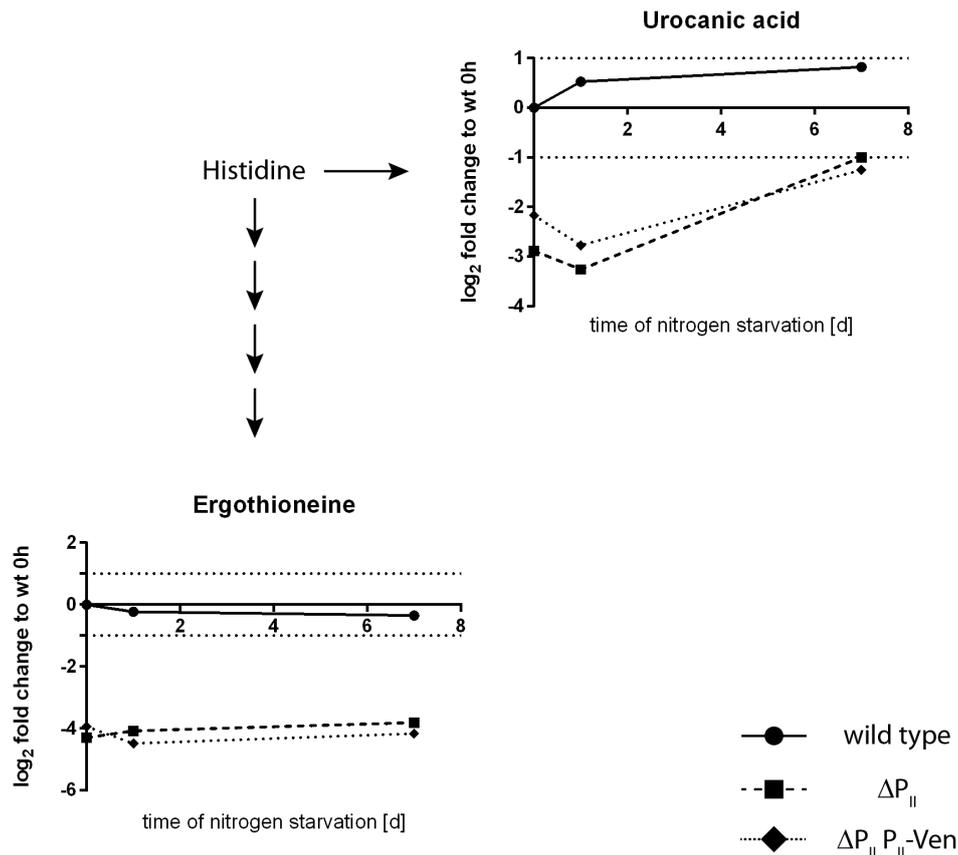 Urocanic acid
log2 fold change to wt 0h
1
0
-1
-2
-3
-4
2
4
6
8
time of nitrogen starvation [d]
Histidine
Ergothioneine
log2 fold change to wt 0h
2
0
-2
-4
-6
2
4
6
8
time of nitrogen starvation [d]
wild type
ΔPII
ΔPII PII-Ven